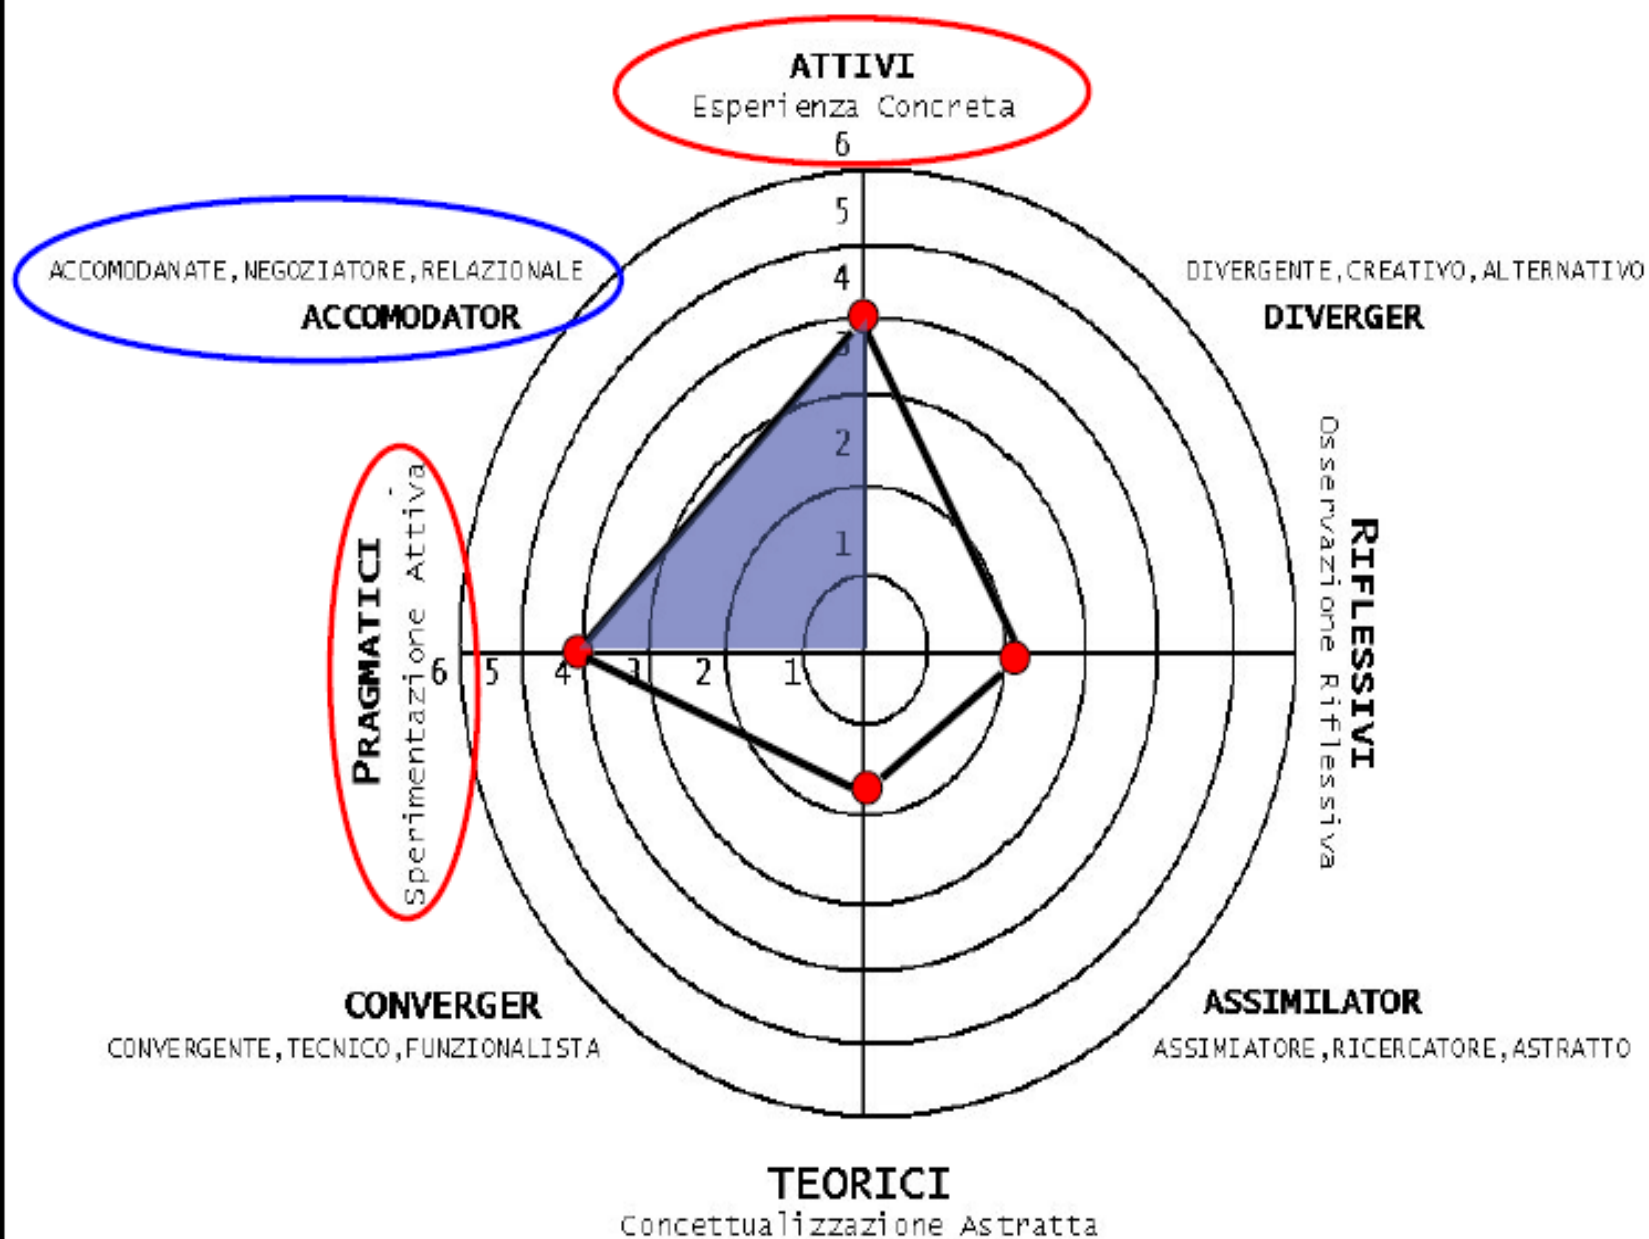 ATTIVI
Esperienza Concreta
6
5
4
3
2
1
ACCOMODANATE,NEGOZIATORE,RELAZIONALE
ACCOMODATOR
DIVERGENTE,CREATIVO,ALTERNATIVO
DIVERGER
PRAGMATICI
Sperimentazione Attiva
6 5 4 3 2 1
Osservazione Riflessiva
RIFLESSIVI
CONVERGER
CONVERGENTE,TECNICO,FUNZIONALISTA
ASSIMILATOR
ASSIMIATORE,RICERCATORE,ASTRATTO
TEORICI
Concettualizzazione Astratta